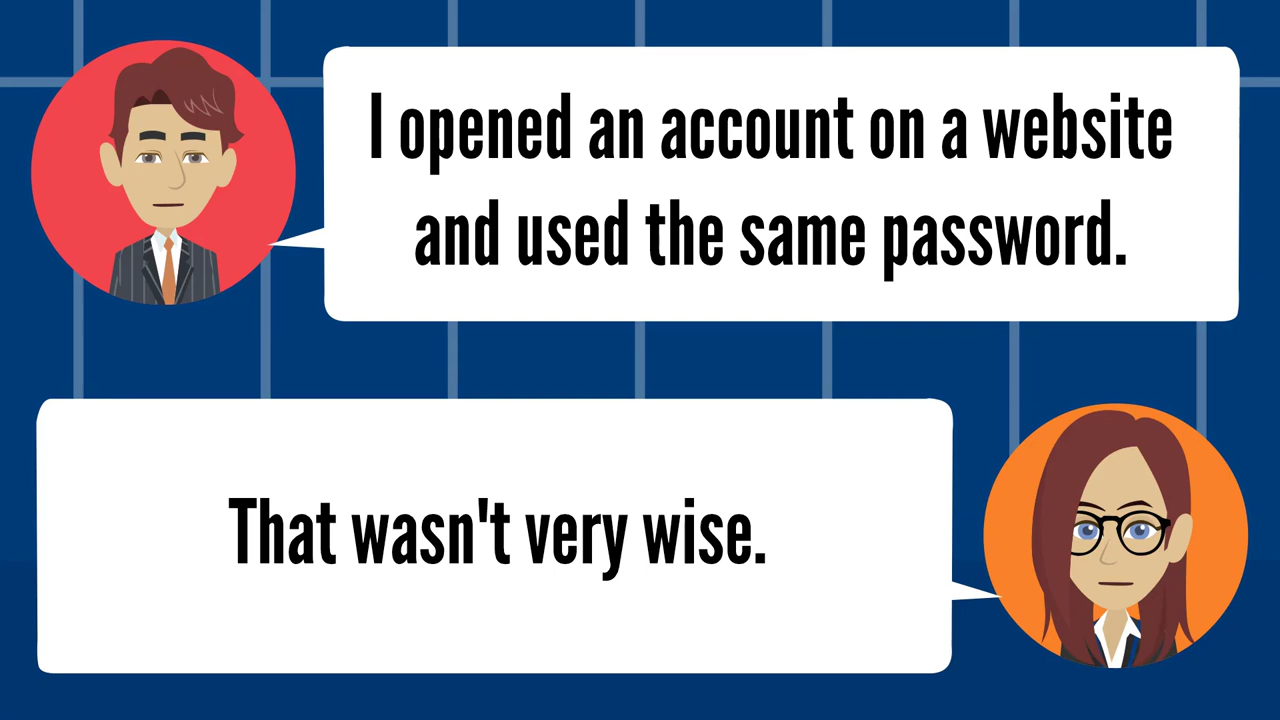 I opened an account on a website
and used the same password.
That wasn't very wise.